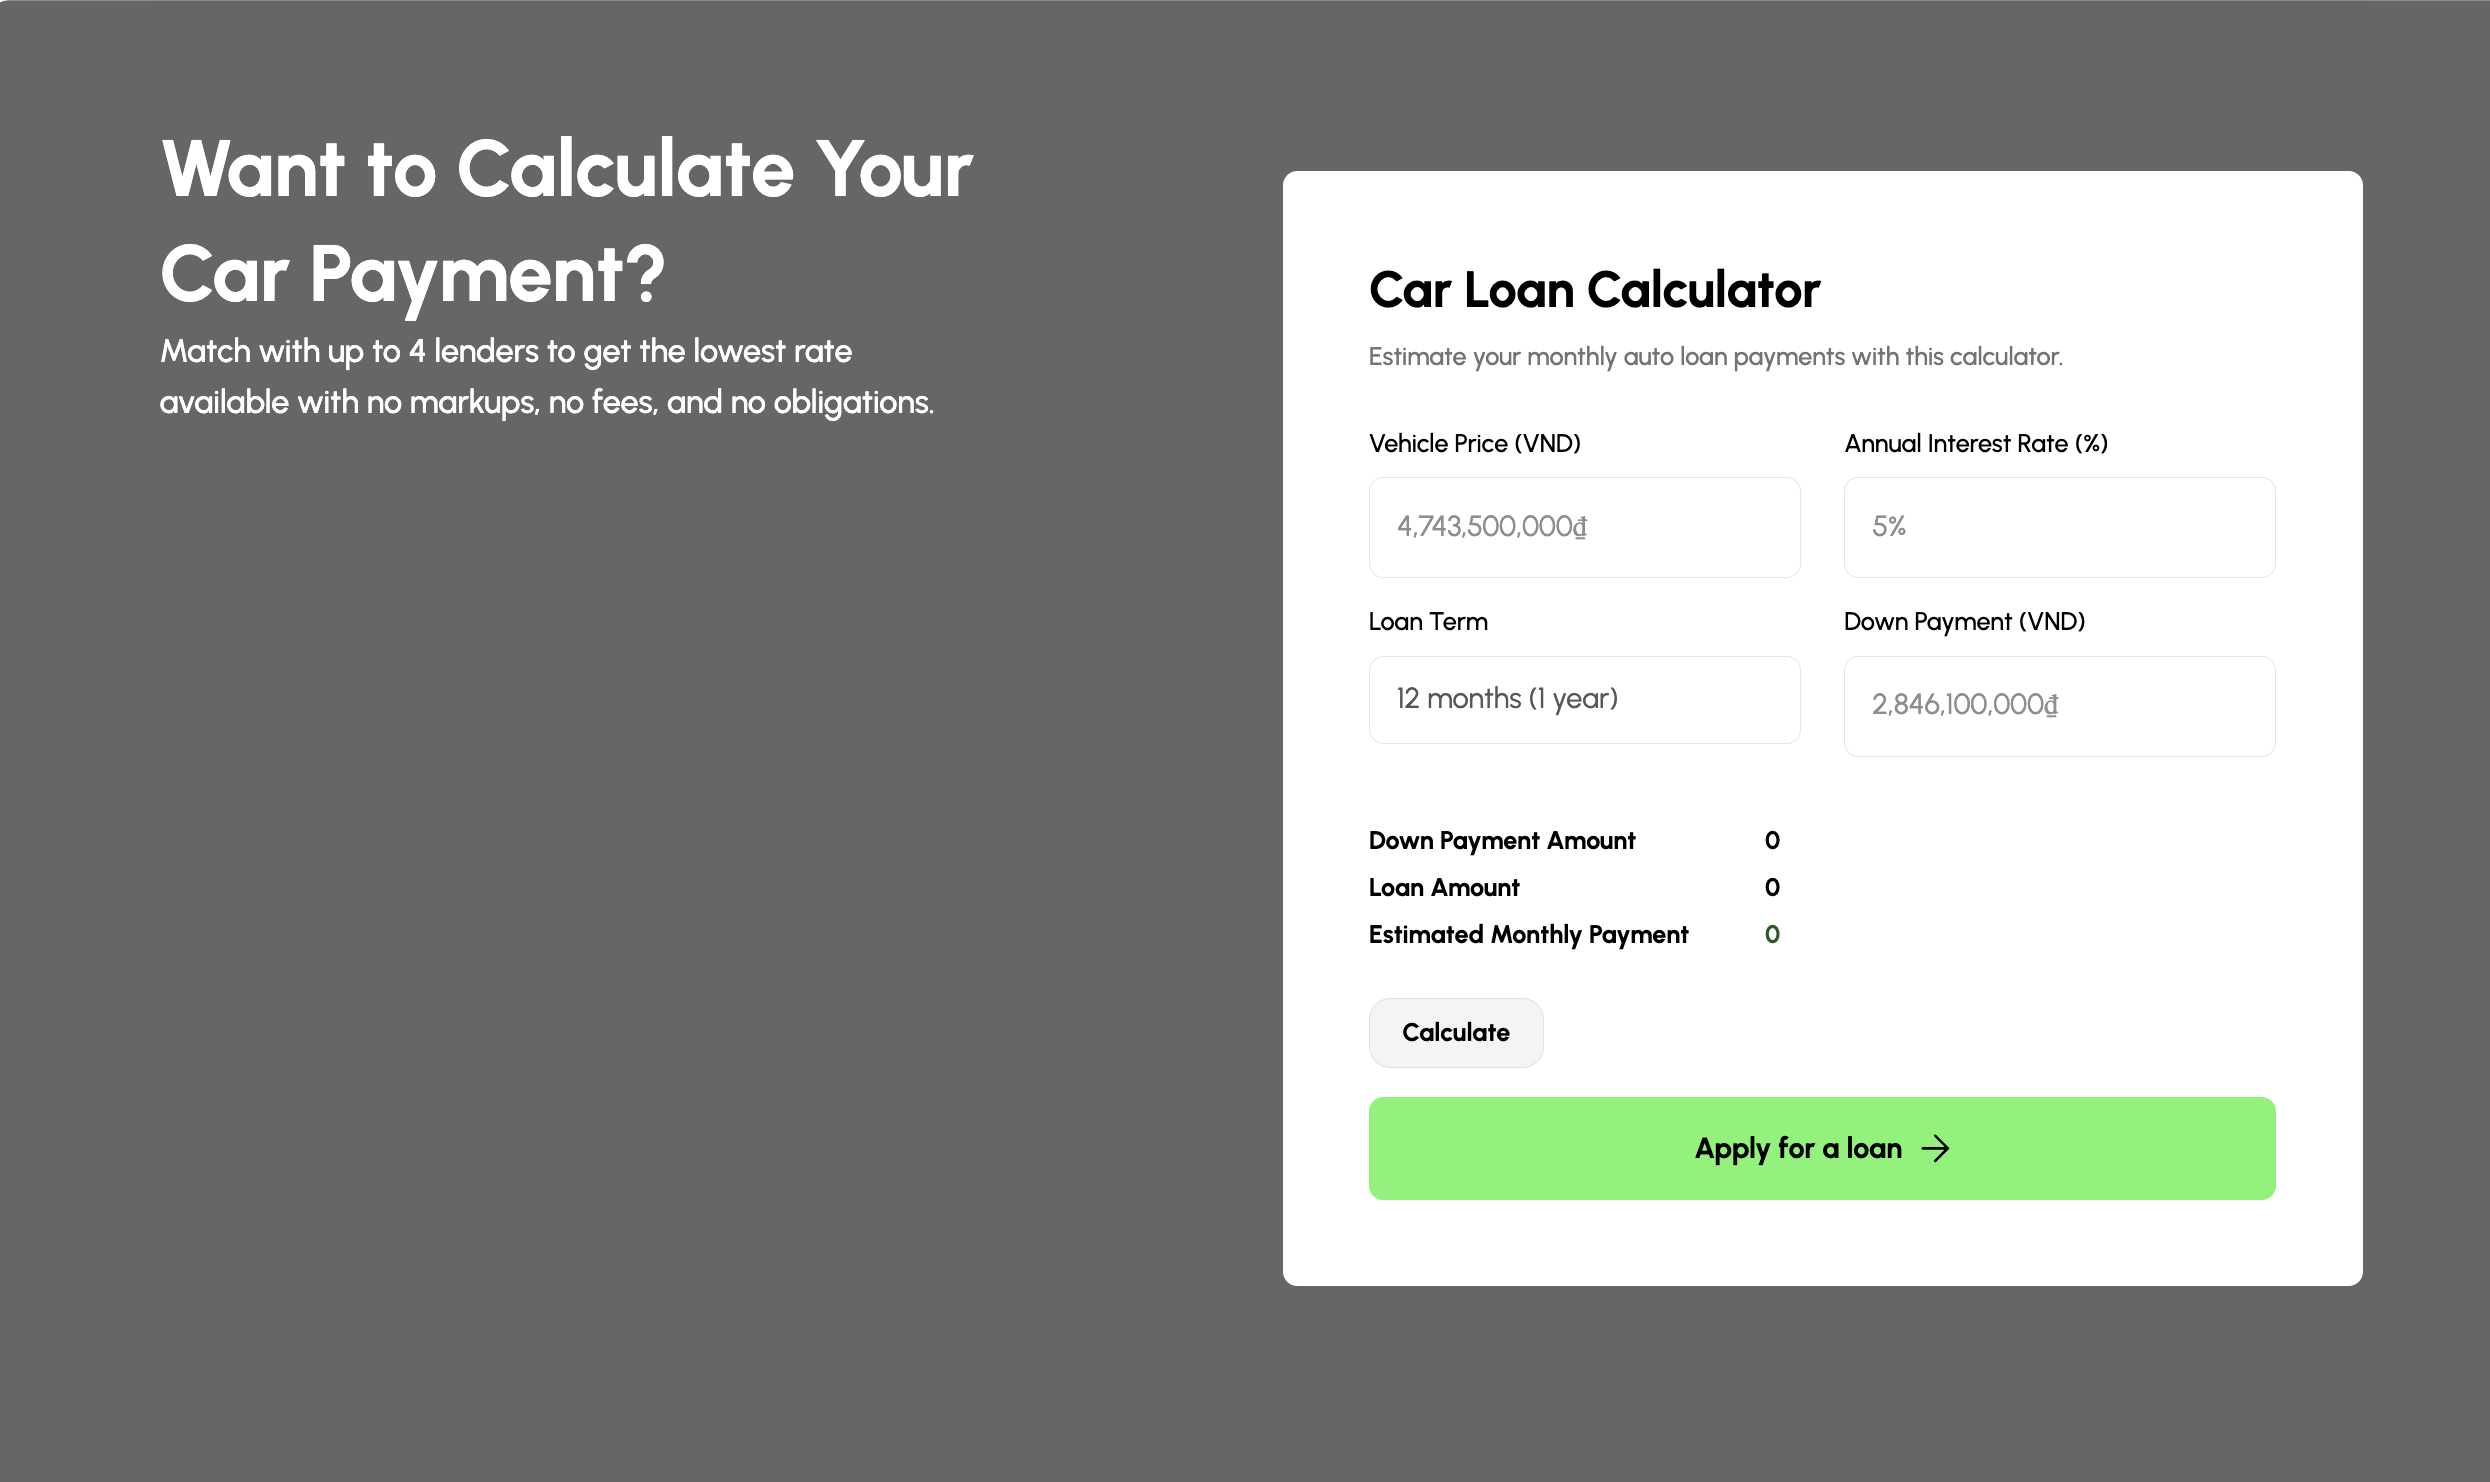 Want to Calculate Your
Car Payment?
Match with up to 4 lenders to get the lowest rate
available with no markups, no fees, and no obligations.
Car Loan Calculator
Estimate your monthly auto loan payments with this calculator.
Vehicle Price (VND)
4,743,500,000₫
Annual Interest Rate (%)
5%
Loan Term
12 months (1 year)
Down Payment (VND)
2,846,100,000₫
Down Payment Amount 0
Loan Amount 0
Estimated Monthly Payment 0
Calculate
Apply for a loan